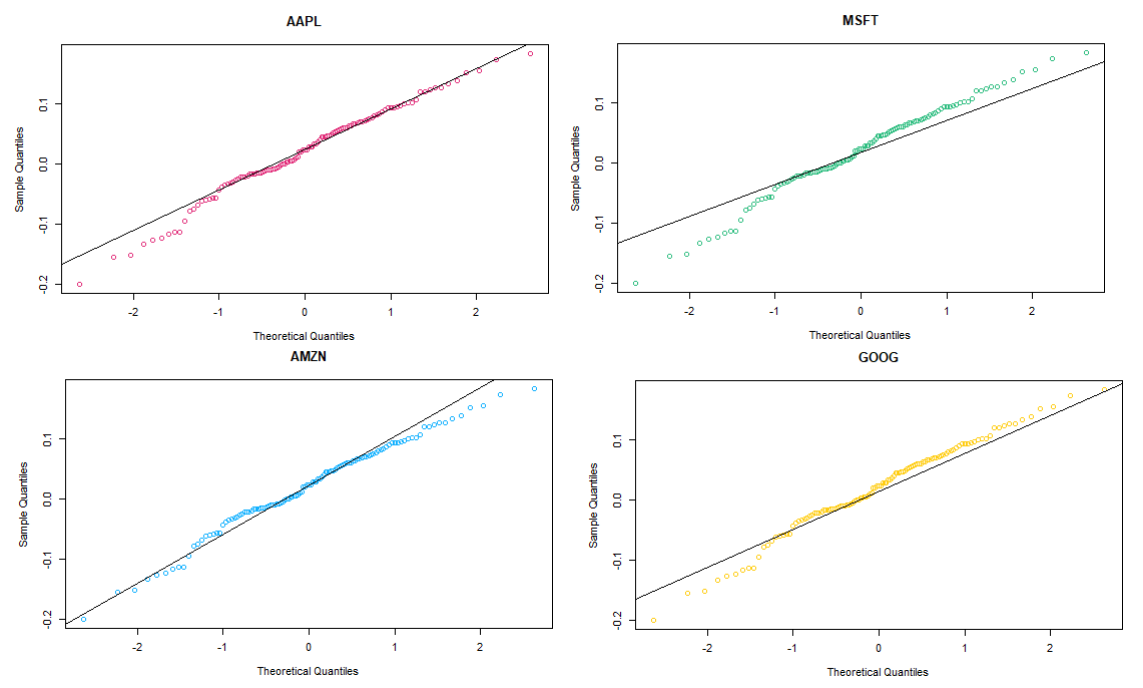 AAPL
0.1
0.0
-0.1
-0.2
Sample Quantiles
-2 -1 0 1 2
Theoretical Quantiles
MSFT
0.1
0.0
-0.1
-0.2
Sample Quantiles
-2 -1 0 1 2
Theoretical Quantiles
AMZN
0.1
0.0
-0.1
-0.2
Sample Quantiles
-2 -1 0 1 2
Theoretical Quantiles
GOOG
0.1
0.0
-0.1
-0.2
Sample Quantiles
-2 -1 0 1 2
Theoretical Quantiles